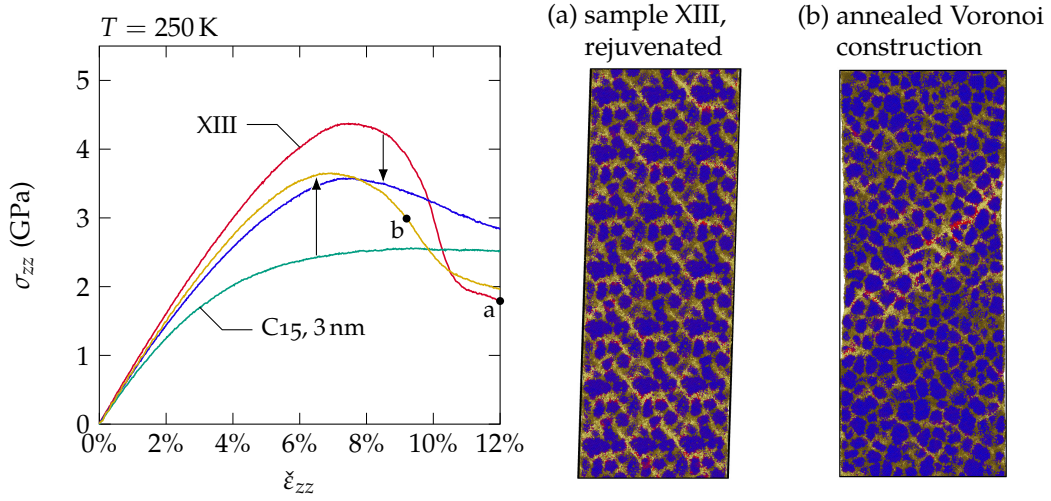 T = 250 K
5
4
3
2
1
0
0%
2%
4%
6%
8%
10%
12%
σzz (GPa)
ε̌zz
XIII
C15, 3 nm
b
a
(a) sample XIII,
rejuvenated
(b) annealed Voronoi
construction